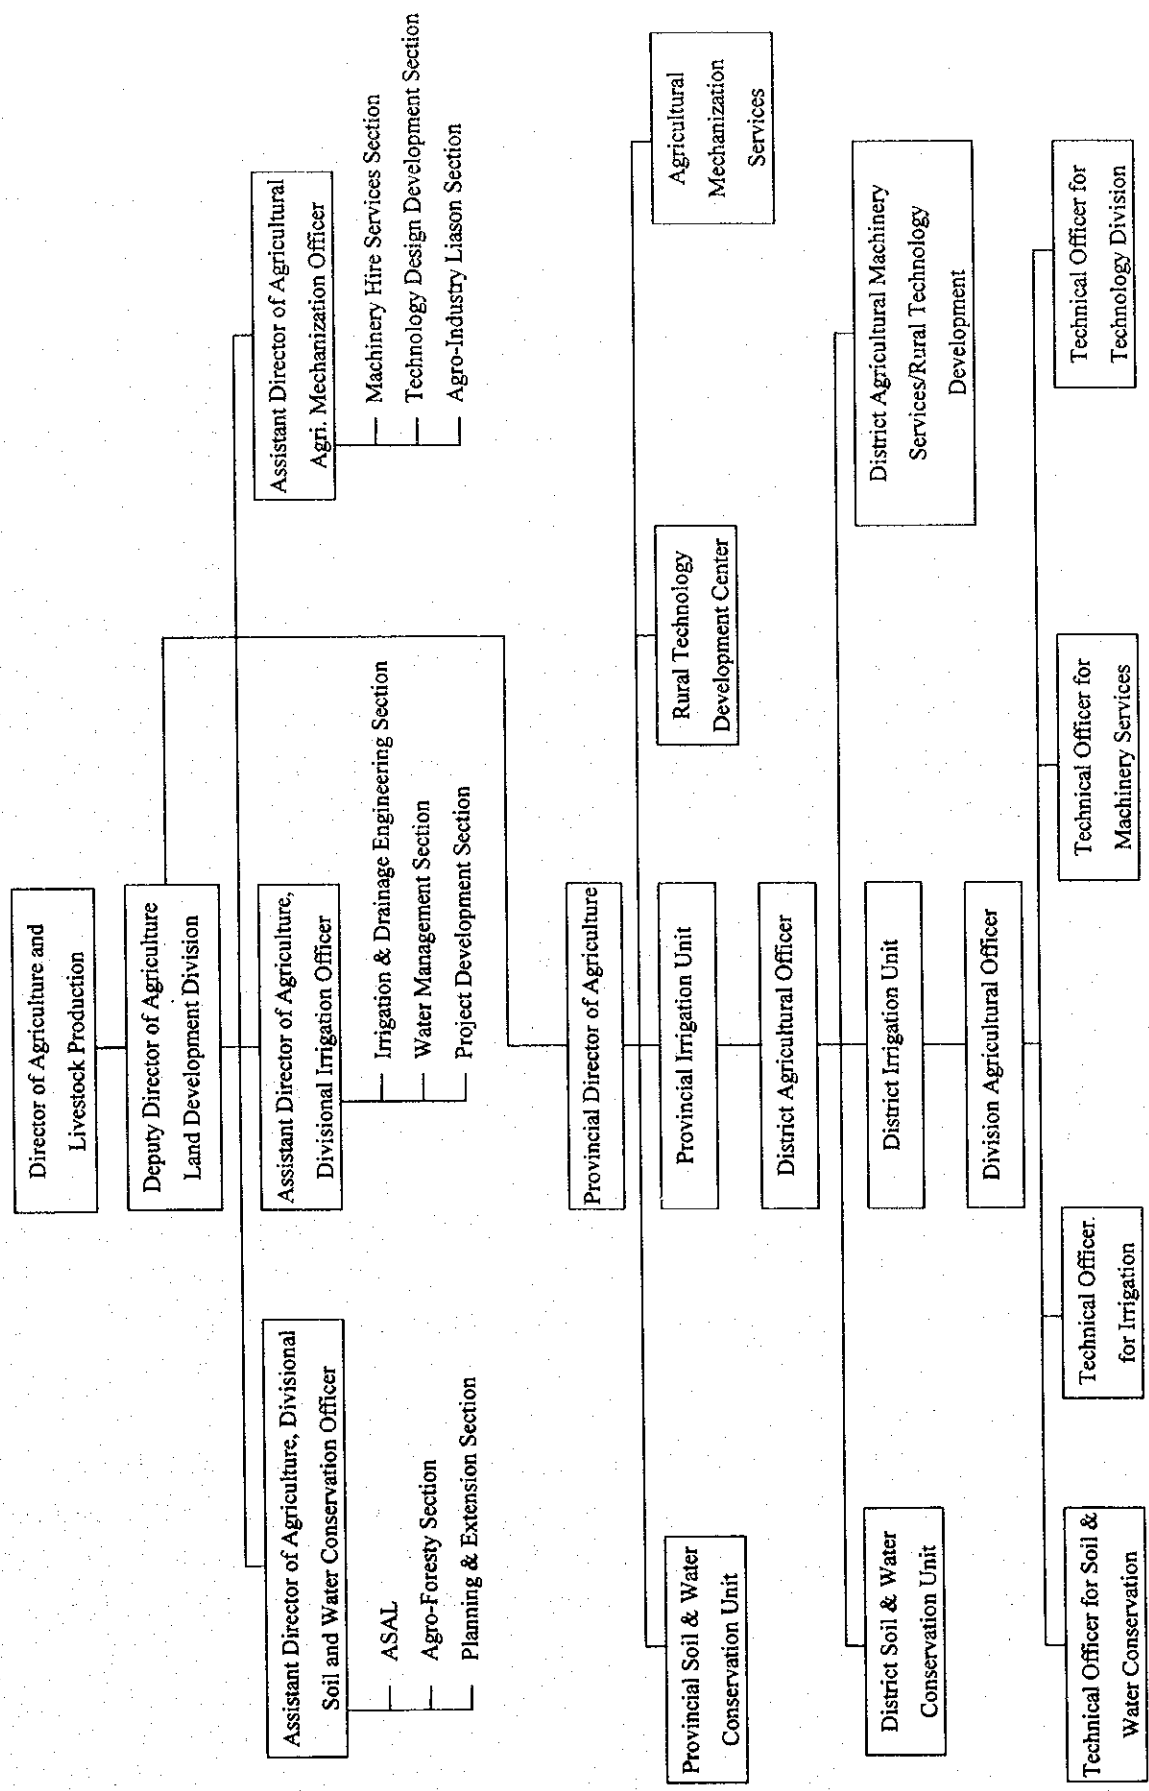 Director of Agriculture and
Livestock Production
Deputy Director of Agriculture
Land Development Division
Assistant Director of Agriculture, Divisional
Soil and Water Conservation Officer
ASAL
Agro-Foresty Section
Planning & Extension Section
Assistant Director of Agriculture,
Divisional Irrigation Officer
Irrigation & Drainage Engineering Section
Water Management Section
Project Development Section
Assistant Director of Agricultural
Agri. Mechanization Officer
Machinery Hire Services Section
Technology Design Development Section
Agro-Industry Liason Section
Provincial Director of Agriculture
Provincial Soil & Water
Conservation Unit
Provincial Irrigation Unit
Rural Technology
Development Center
Agricultural
Mechanization
Services
District Agricultural Officer
District Soil & Water
Conservation Unit
District Irrigation Unit
District Agricultural Machinery
Services/Rural Technology
Development
Division Agricultural Officer
Technical Officer for Soil &
Water Conservation
Technical Officer.
for Irrigation
Technical Officer for
Machinery Services
Technical Officer for
Technology Division